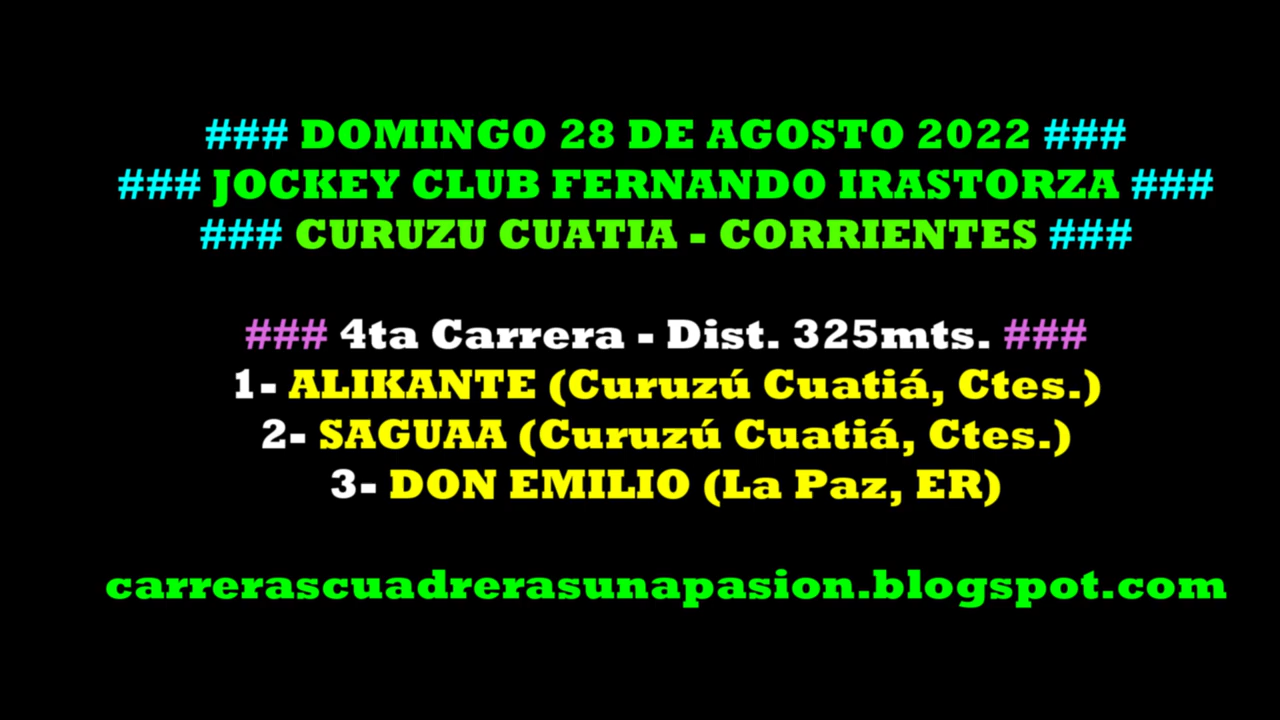 ### DOMINGO 28 DE AGOSTO 2022 ###
### JOCKEY CLUB FERNANDO IRASTORZA ###
### CURUZU CUATIA - CORRIENTES ###
### 4ta Carrera - Dist. 325mts. ###
1- ALIKANTE (Curuzú Cuatiá, Ctes.)
2- SAGUAA (Curuzú Cuatiá, Ctes.)
3- DON EMILIO (La Paz, ER)
carrerascuadrerasunapasion.blogspot.com